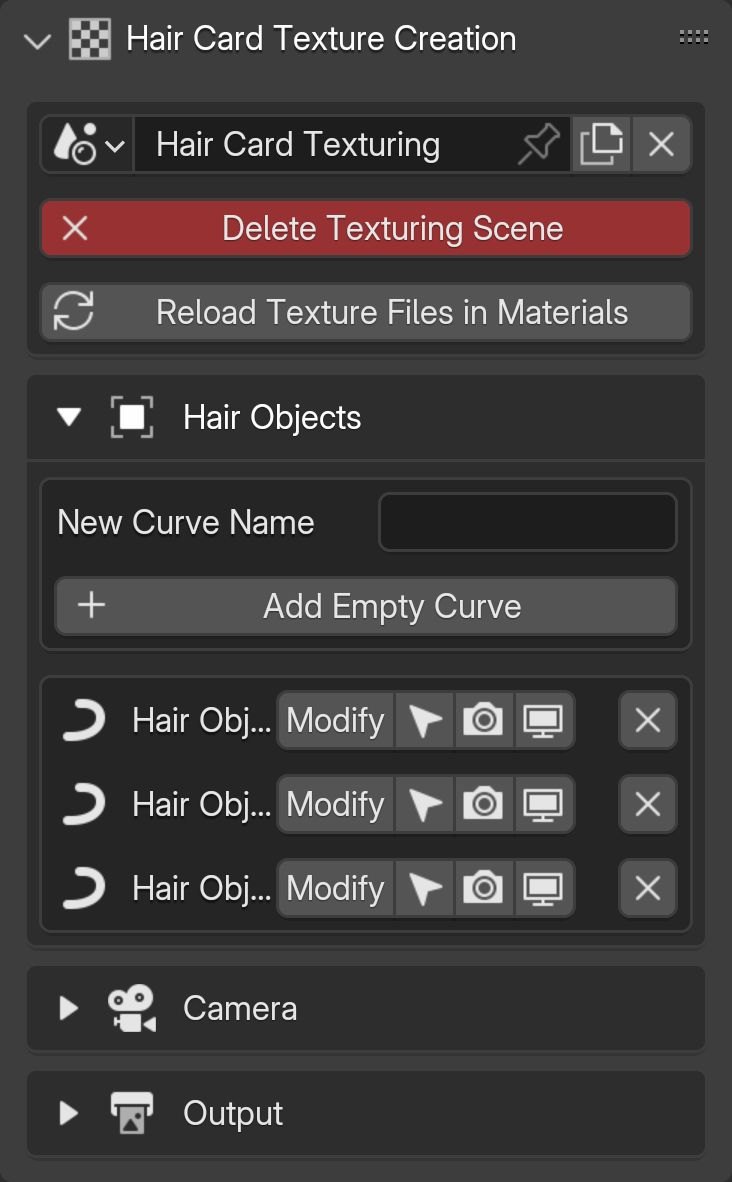 Hair Card Texture Creation
Hair Card Texturing
Delete Texturing Scene
Reload Texture Files in Materials
Hair Objects
New Curve Name
Add Empty Curve
Hair Obj... Modify
Hair Obj... Modify
Hair Obj... Modify
Camera
Output